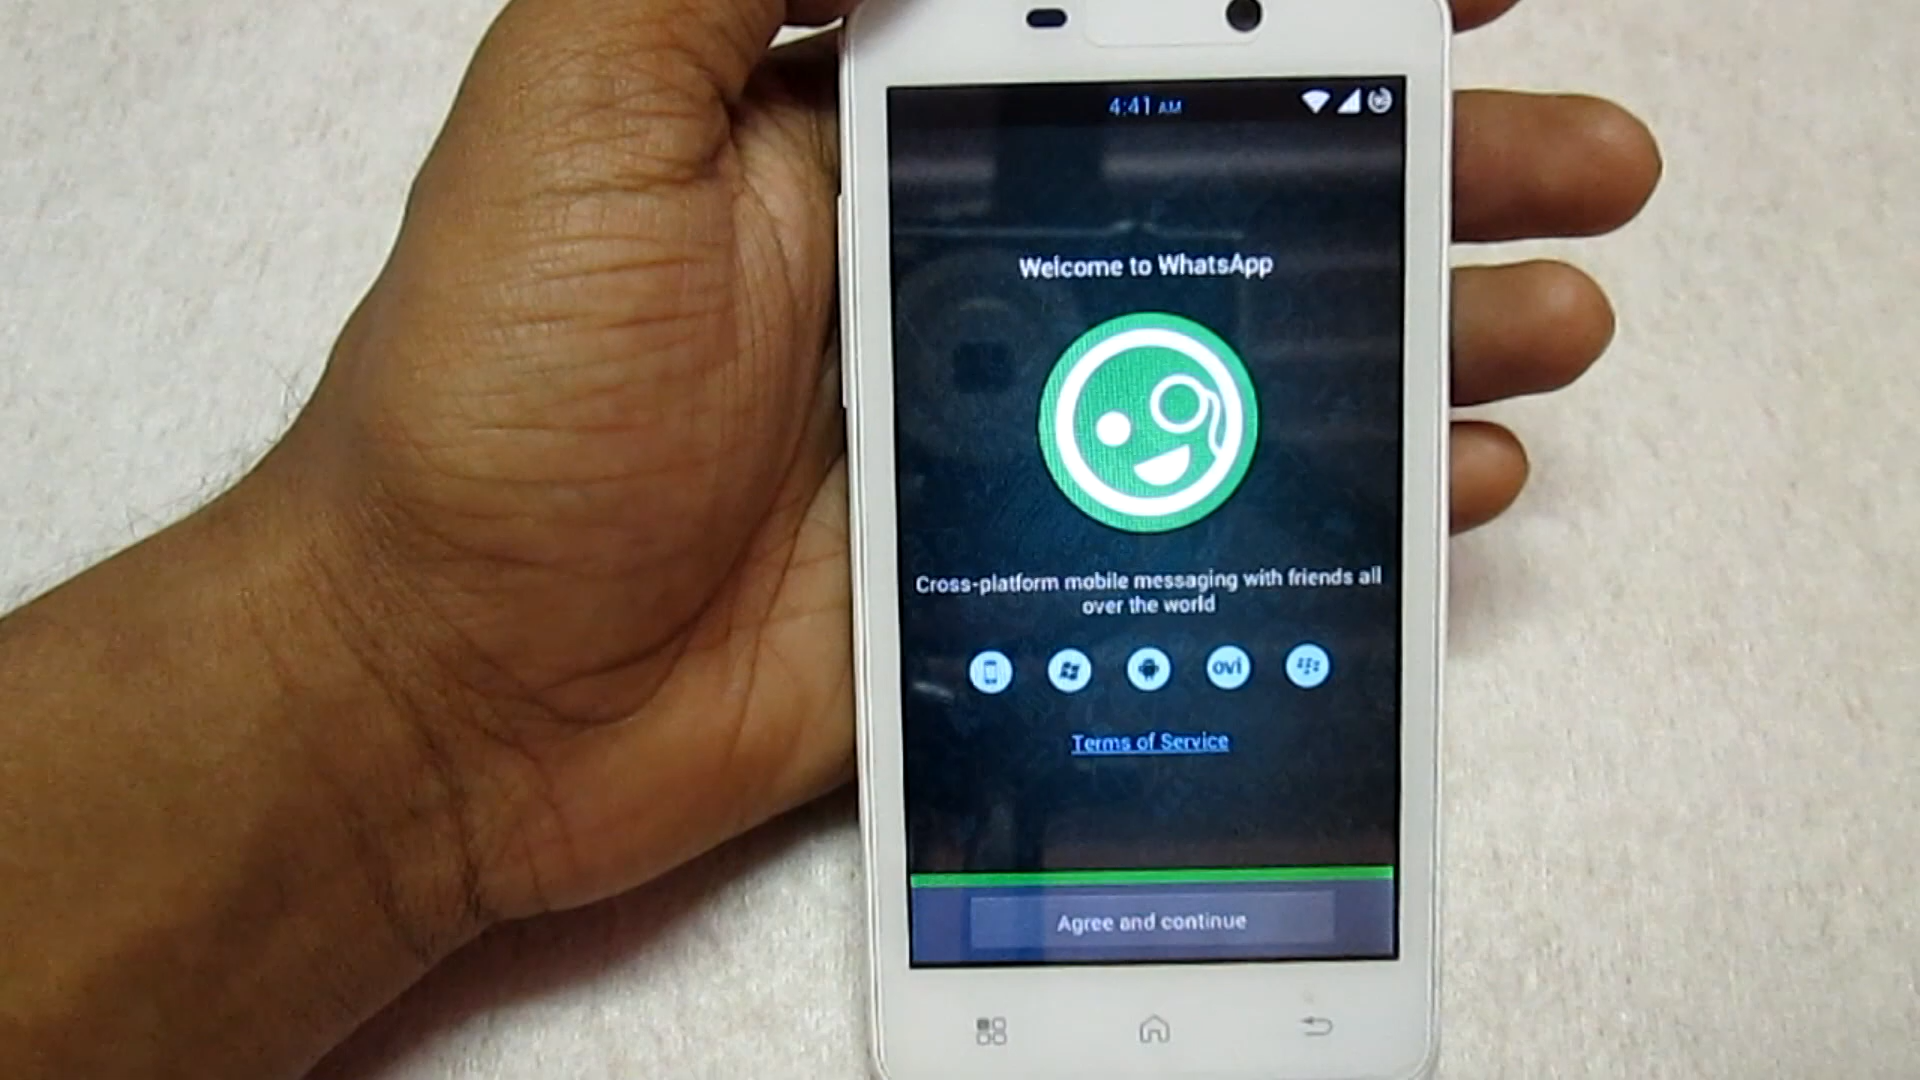 4:41 AM
Welcome to WhatsApp
Cross-platform mobile messaging with friends all
over the world
ovi
Terms of Service
Agree and continue